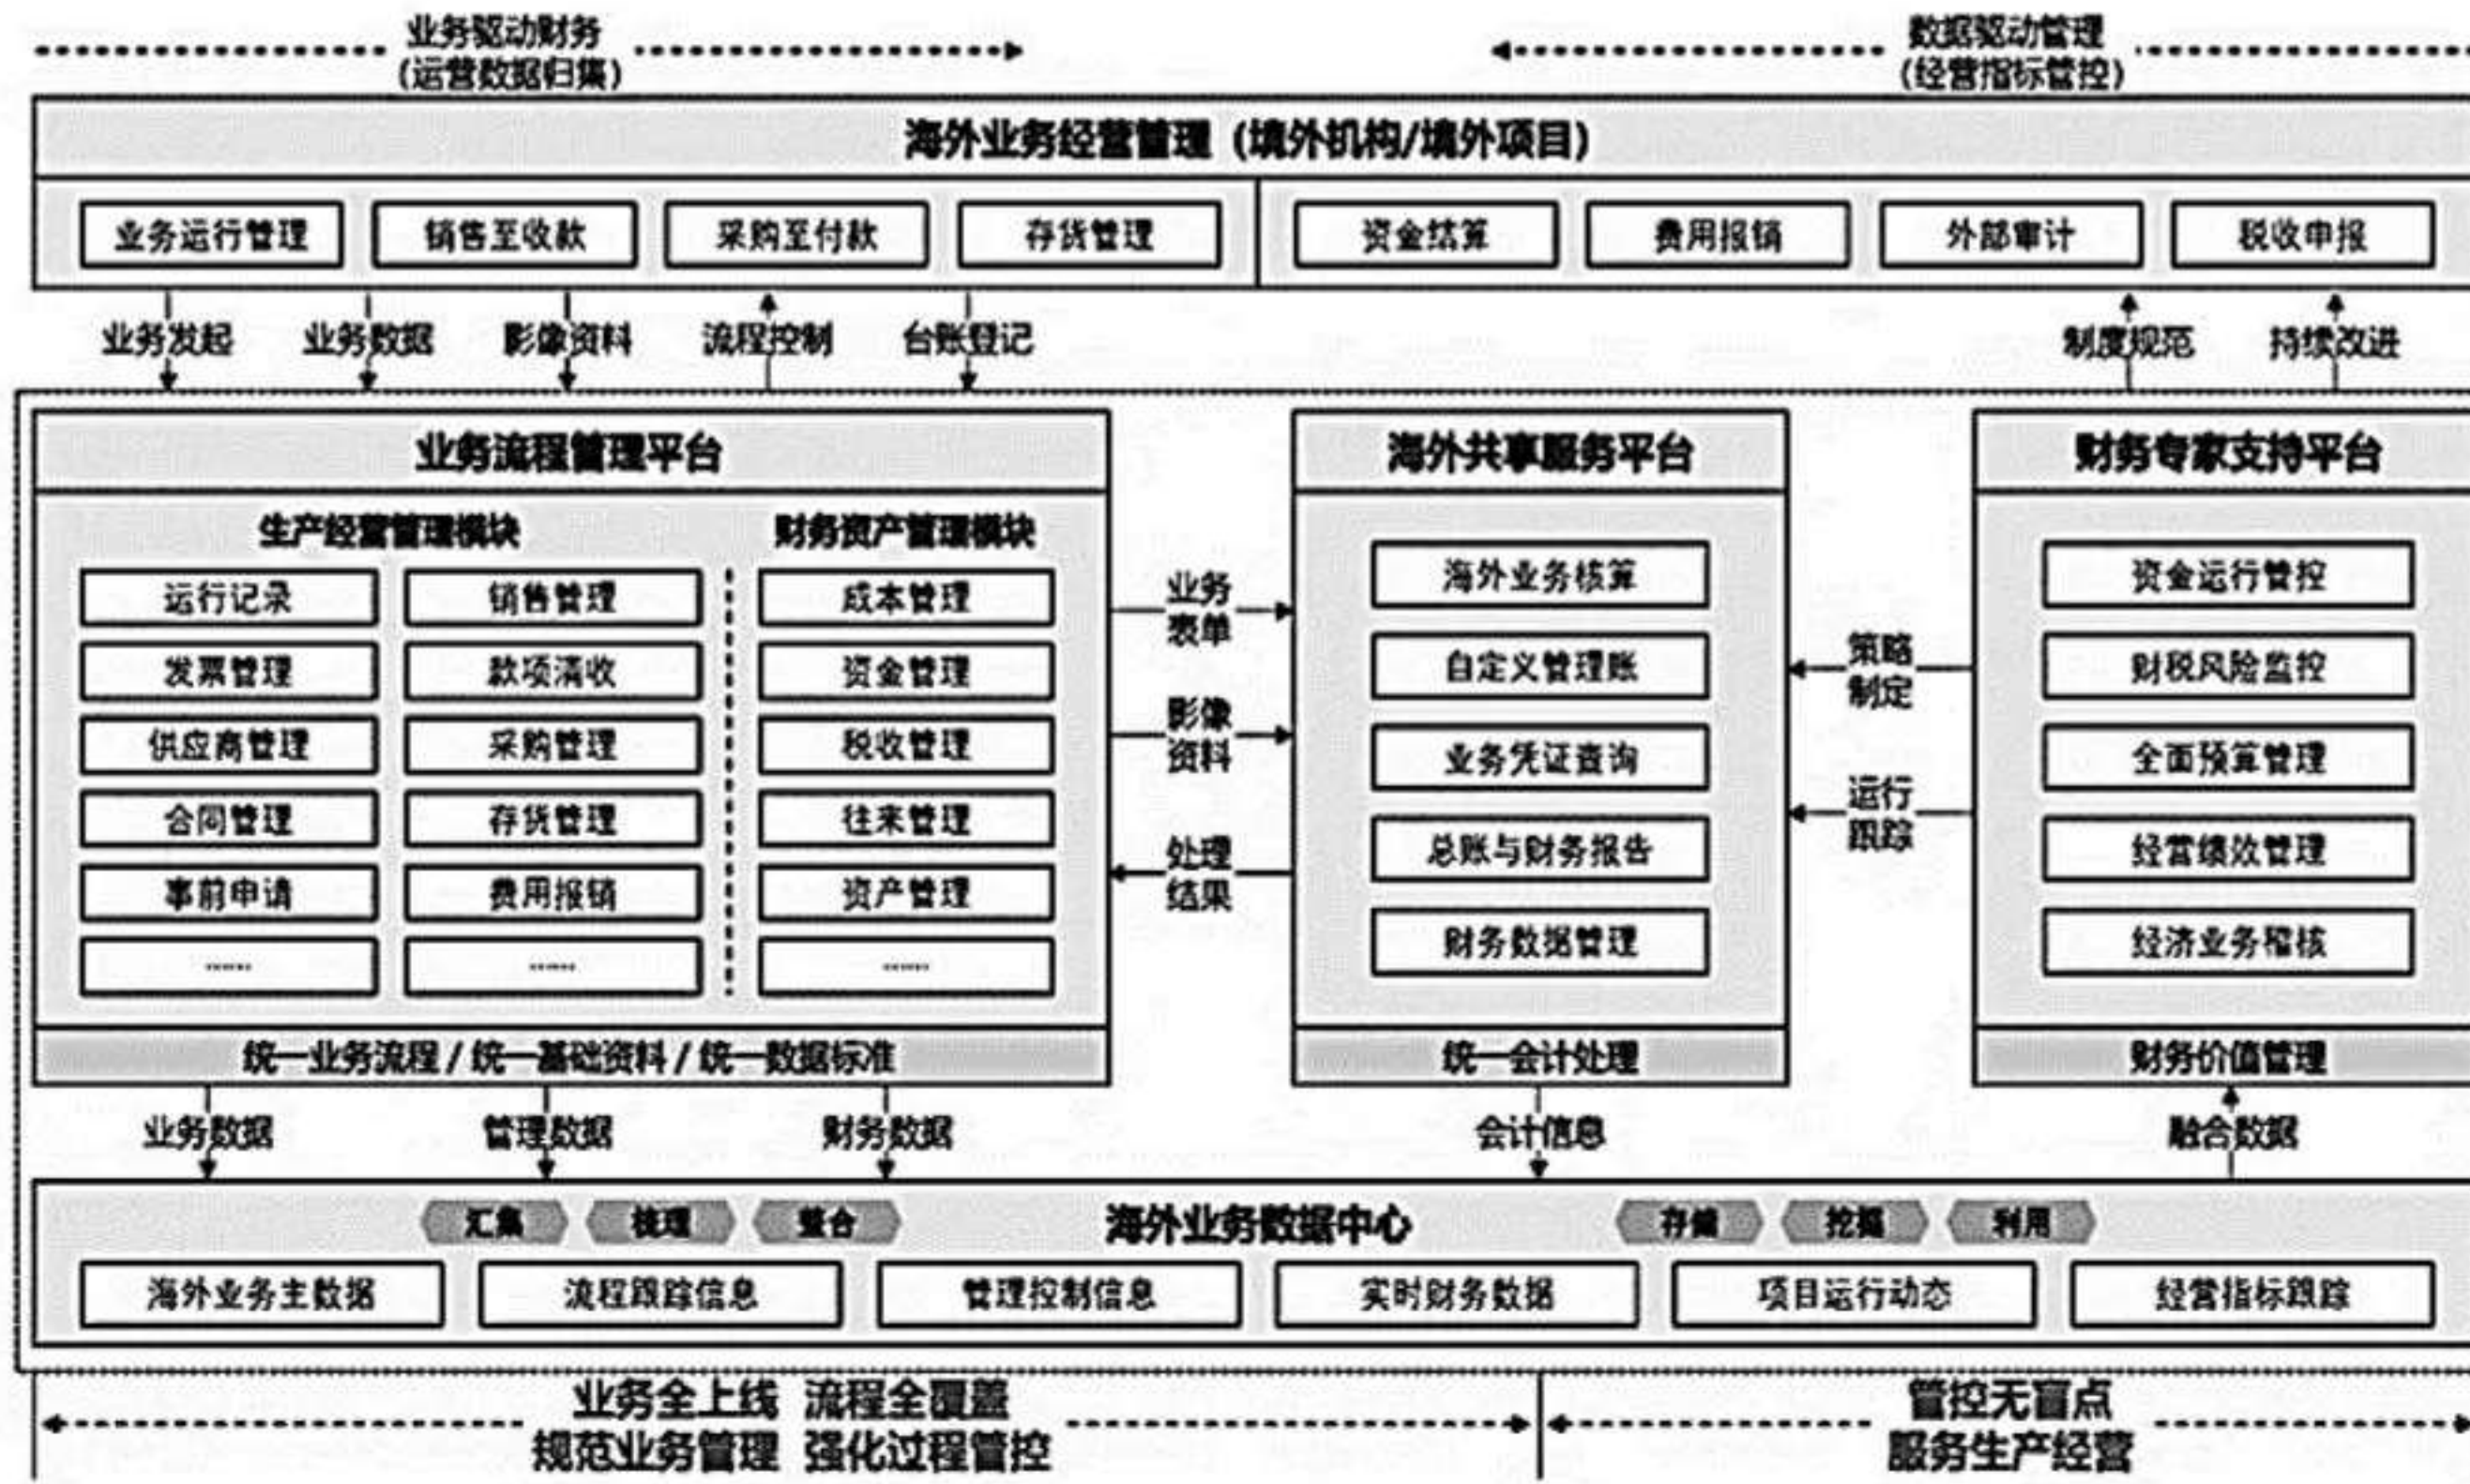 业务驱动财务
（运营数据归集）
数据驱动管理
（经营指标管控）
海外业务经营管理（填外机构/填外项目）
业务运行管理
销售至收款
采购至付款
存货管理
资金结算
费用报销
外部审计
税收申报
业务发起
业务数据
影像资料
流程控制
台账登记
制度规范
持续改进
业务流程管理平台
生产经营管理模块
财务资产管理模块
运行记录
销售管理
成本管理
发票管理
款项清收
资金管理
供应商管理
采购管理
税收管理
合同管理
存货管理
往来管理
事前申请
费用报销
资产管理
……
……
……
统一业务流程/统一基础资料/统一数据标准
业务
表单
影像
资料
处理
结果
海外共享服务平台
海外业务核算
自定义管理账
业务凭证查询
总账与财务报告
财务数据管理
统一会计处理
策略
制定
运行
跟踪
财务专家支持平台
资金运行管控
财税风险监控
全面预算管理
经营绩效管理
经济业务稽核
财务价值管理
业务数据
管理数据
财务数据
会计信息
融合数据
汇集
梳理
整合
海外业务数据中心
存储
挖掘
利用
海外业务主数据
流程跟踪信息
管理控制信息
实时财务数据
项目运行动态
经营指标跟踪
业务全上线 流程全覆盖
规范业务管理 强化过程管控
管控无盲点
服务生产经营